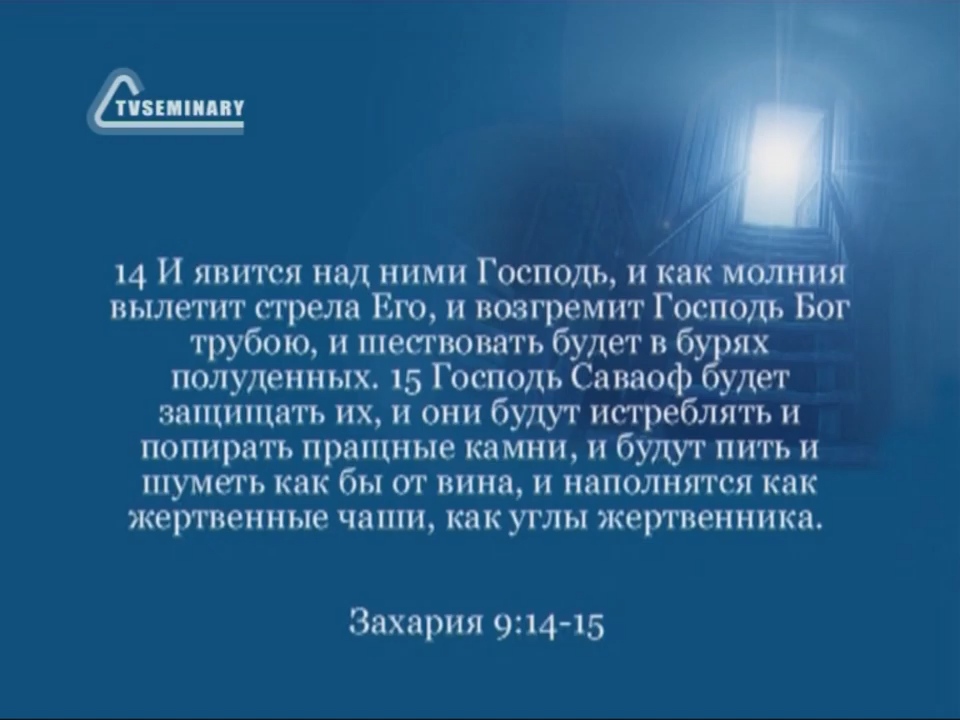 TVSEMINARY
14 И явится над ними Господь, и как молния
вылетит стрела Его, и возгремит Господь Бог
трубою, и шествовать будет в бурях
полуденных. 15 Господь Саваоф будет
защищать их, и они будут истреблять и
попирать пращные камни, и будут пить и
шуметь как бы от вина, и наполнятся как
жертвенные чаши, как углы жертвенника.
Захария 9:14-15